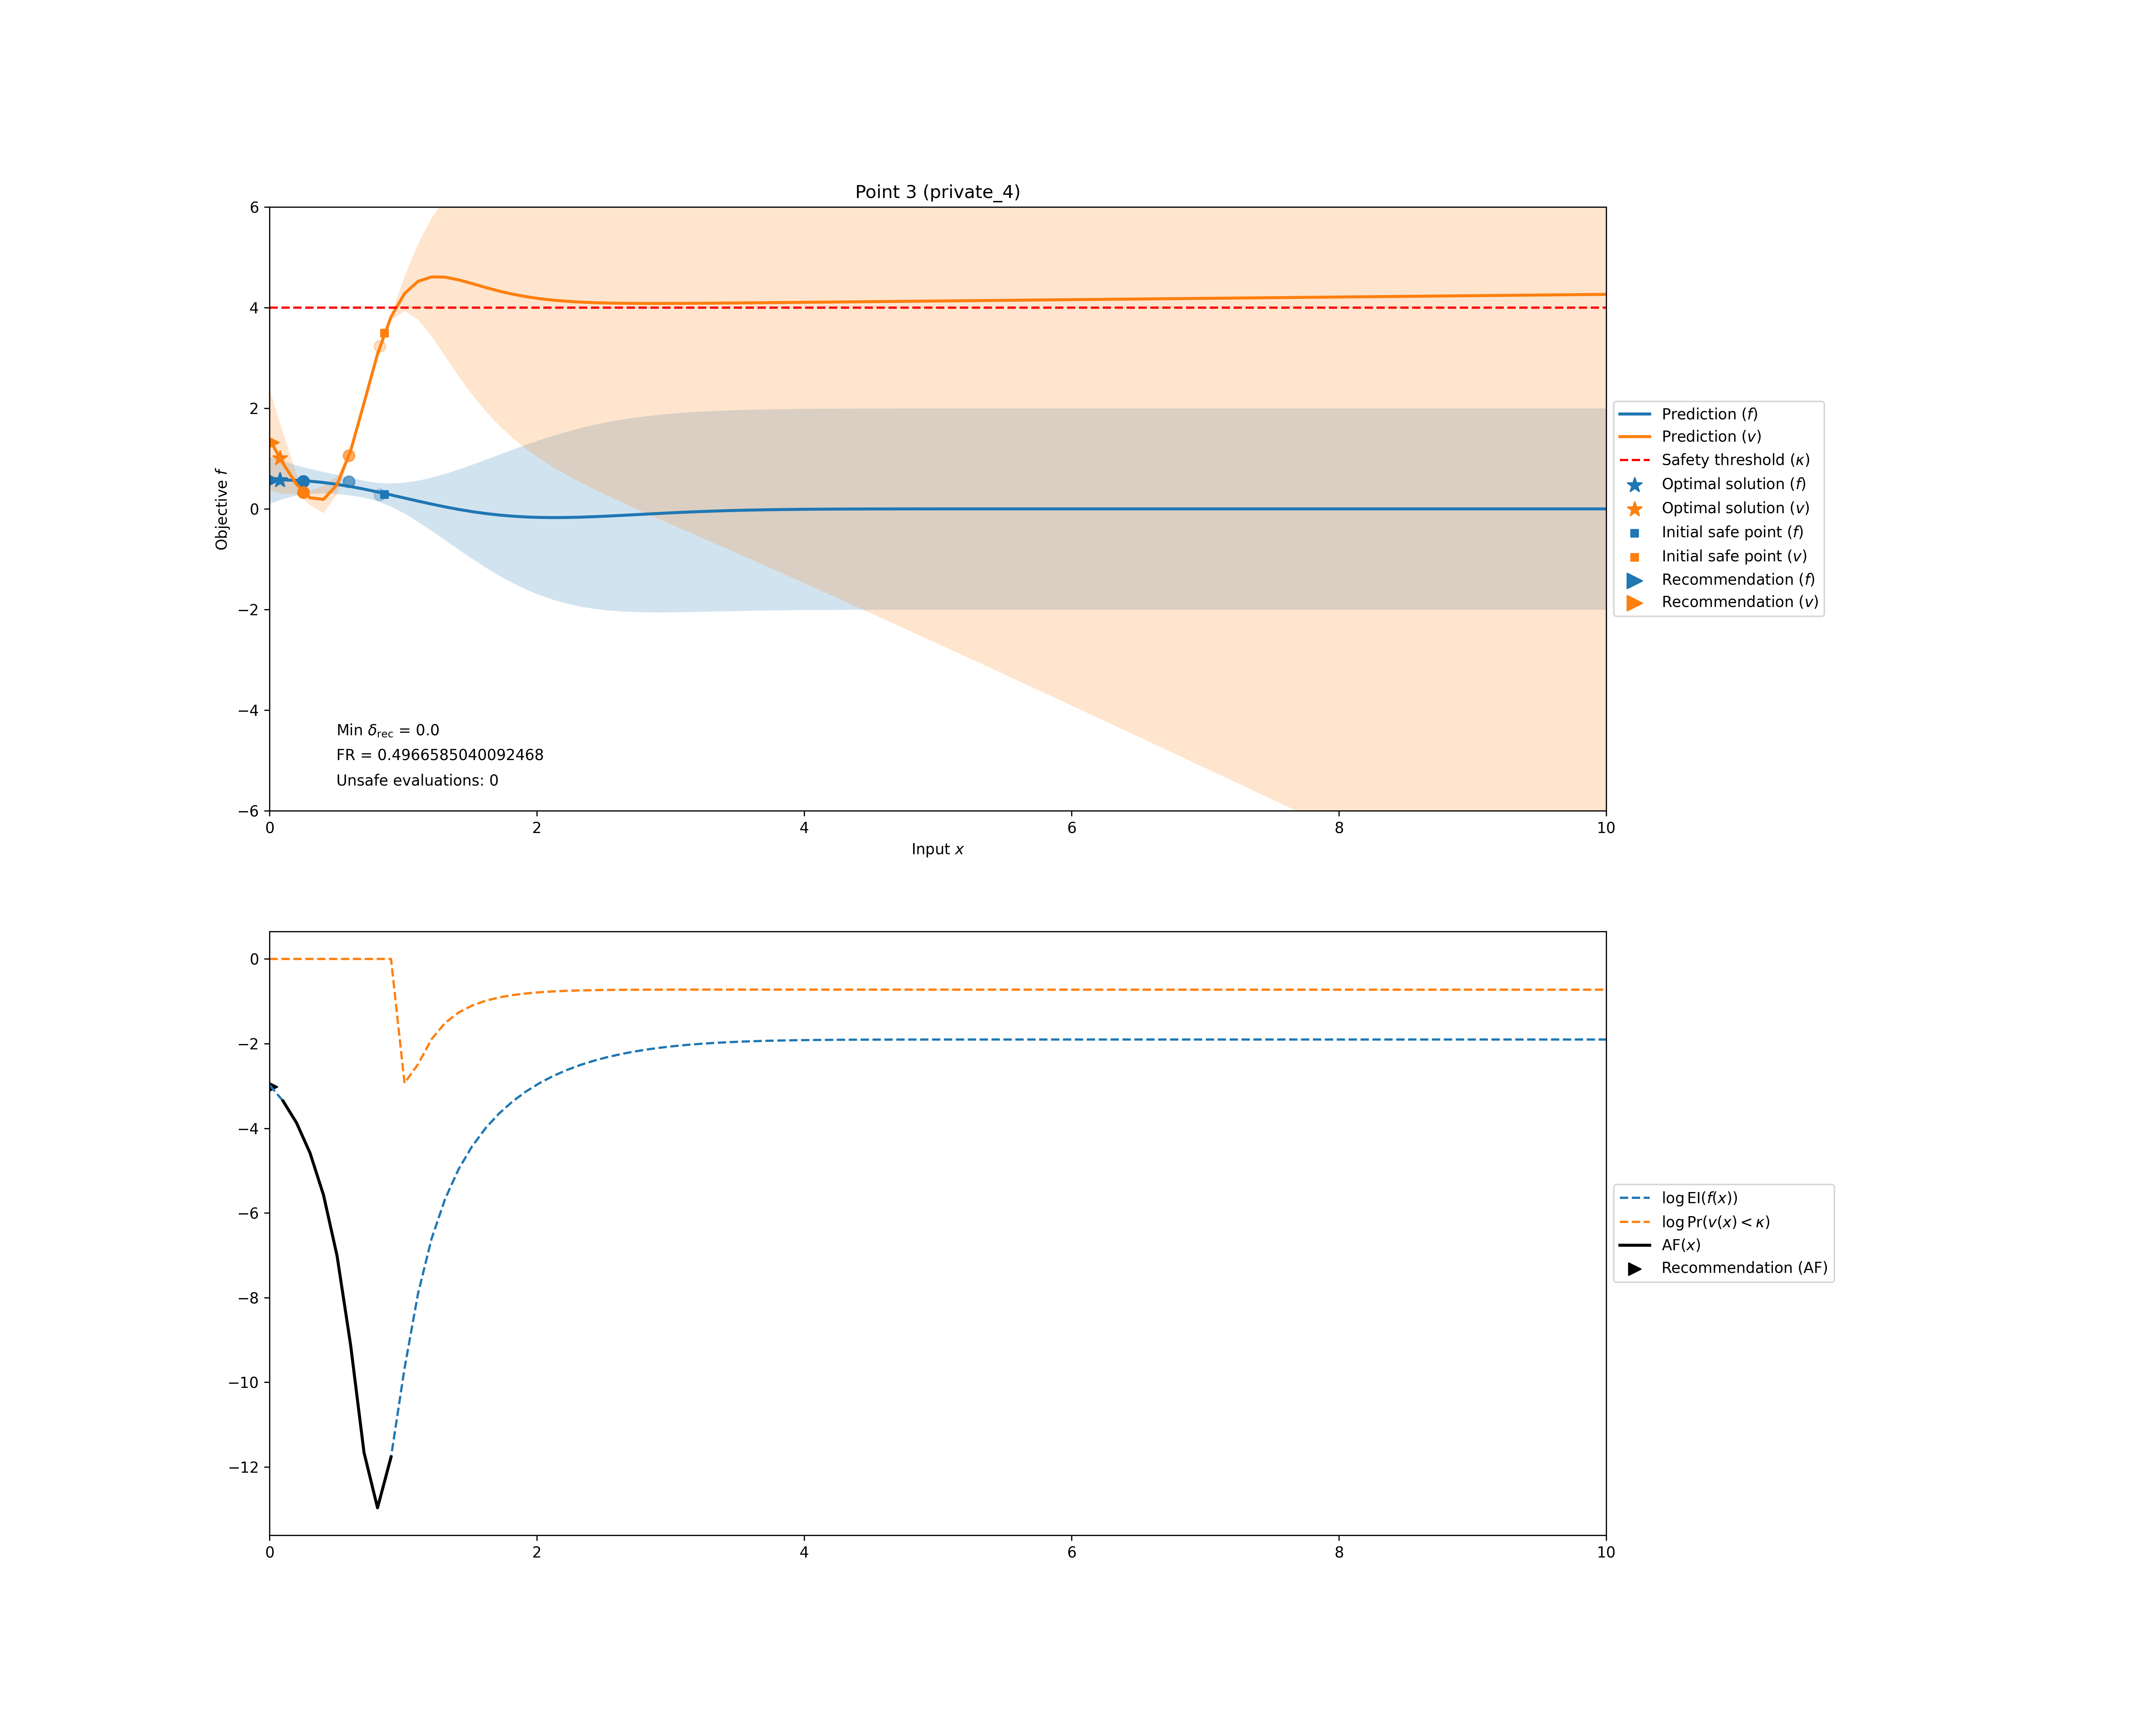 Point 3 (private_4)
6
4
2
0
−2
−4
−6
Objective f
Min δrec = 0.0
FR = 0.4966585040092468
Unsafe evaluations: 0
0 2 4 6 8 10
Input x
Prediction (f)
Prediction (v)
Safety threshold (κ)
Optimal solution (f)
Optimal solution (v)
Initial safe point (f)
Initial safe point (v)
Recommendation (f)
Recommendation (v)
0
−2
−4
−6
−8
−10
−12
0 2 4 6 8 10
log EI(f(x))
log Pr(v(x) < κ)
AF(x)
Recommendation (AF)